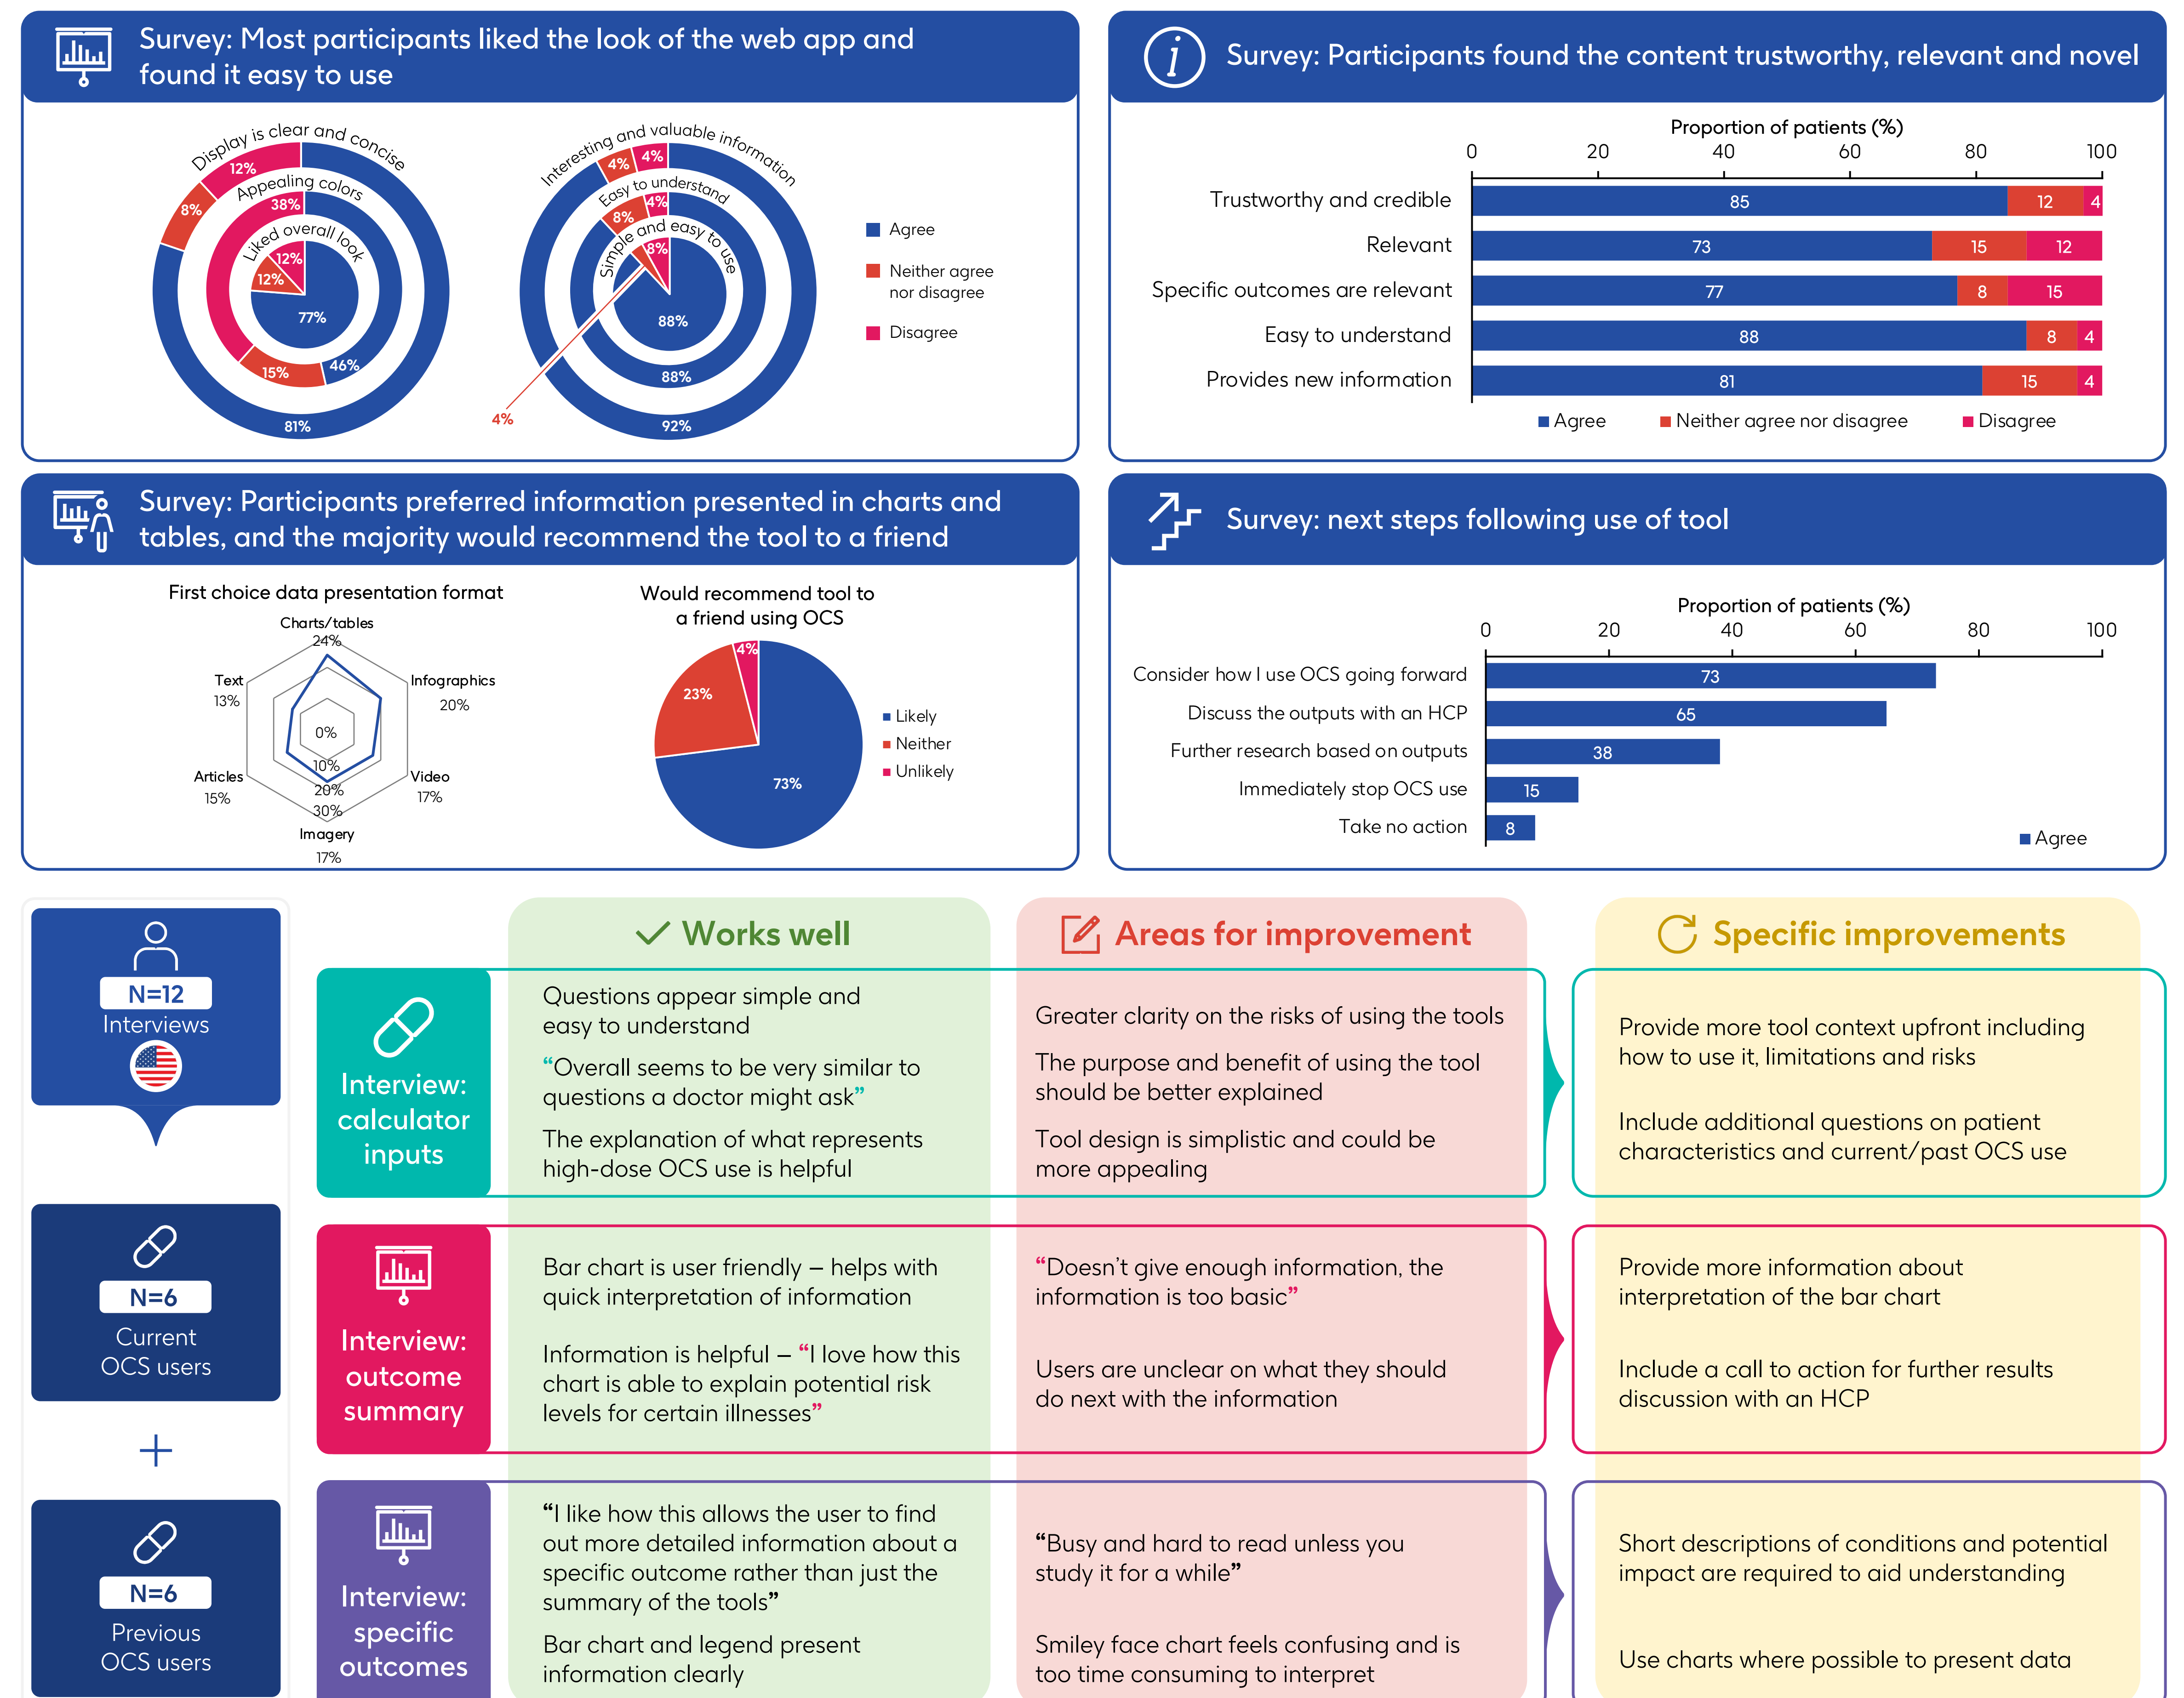 Survey: Most participants liked the look of the web app and
found it easy to use
Display is clear and concise
12%
8%
81%
Appealing colors
38%
15%
46%
Liked overall look
12%
12%
77%
Interesting and valuable information
4%
4%
92%
Easy to understand
4%
8%
88%
Simple and easy to use
8%
4%
88%
Agree
Neither agree
nor disagree
Disagree
Survey: Participants found the content trustworthy, relevant and novel
Proportion of patients (%)
0 20 40 60 80 100
Trustworthy and credible 85 12 4
Relevant 73 15 12
Specific outcomes are relevant 77 8 15
Easy to understand 88 8 4
Provides new information 81 15 4
Agree Neither agree nor disagree Disagree
Survey: Participants preferred information presented in charts and
tables, and the majority would recommend the tool to a friend
First choice data presentation format
Charts/tables
24%
Text
13%
Infographics
20%
0%
10%
20%
30%
Articles
15%
Video
17%
Imagery
17%
Would recommend tool to
a friend using OCS
4%
23%
73%
Likely
Neither
Unlikely
Survey: next steps following use of tool
Proportion of patients (%)
0 20 40 60 80 100
Consider how I use OCS going forward 73
Discuss the outputs with an HCP 65
Further research based on outputs 38
Immediately stop OCS use 15
Take no action 8
Agree
N=12
Interviews
N=6
Current
OCS users
+
N=6
Previous
OCS users
Works well
Areas for improvement
Specific improvements
Interview:
calculator
inputs
Questions appear simple and
easy to understand
“Overall seems to be very similar to
questions a doctor might ask”
The explanation of what represents
high-dose OCS use is helpful
Greater clarity on the risks of using the tools
The purpose and benefit of using the tool
should be better explained
Tool design is simplistic and could be
more appealing
Provide more tool context upfront including
how to use it, limitations and risks
Include additional questions on patient
characteristics and current/past OCS use
Interview:
outcome
summary
Bar chart is user friendly – helps with
quick interpretation of information
Information is helpful – “I love how this
chart is able to explain potential risk
levels for certain illnesses”
“Doesn’t give enough information, the
information is too basic”
Users are unclear on what they should
do next with the information
Provide more information about
interpretation of the bar chart
Include a call to action for further results
discussion with an HCP
Interview:
specific
outcomes
“I like how this allows the user to find
out more detailed information about a
specific outcome rather than just the
summary of the tools”
Bar chart and legend present
information clearly
“Busy and hard to read unless you
study it for a while”
Smiley face chart feels confusing and is
too time consuming to interpret
Short descriptions of conditions and potential
impact are required to aid understanding
Use charts where possible to present data